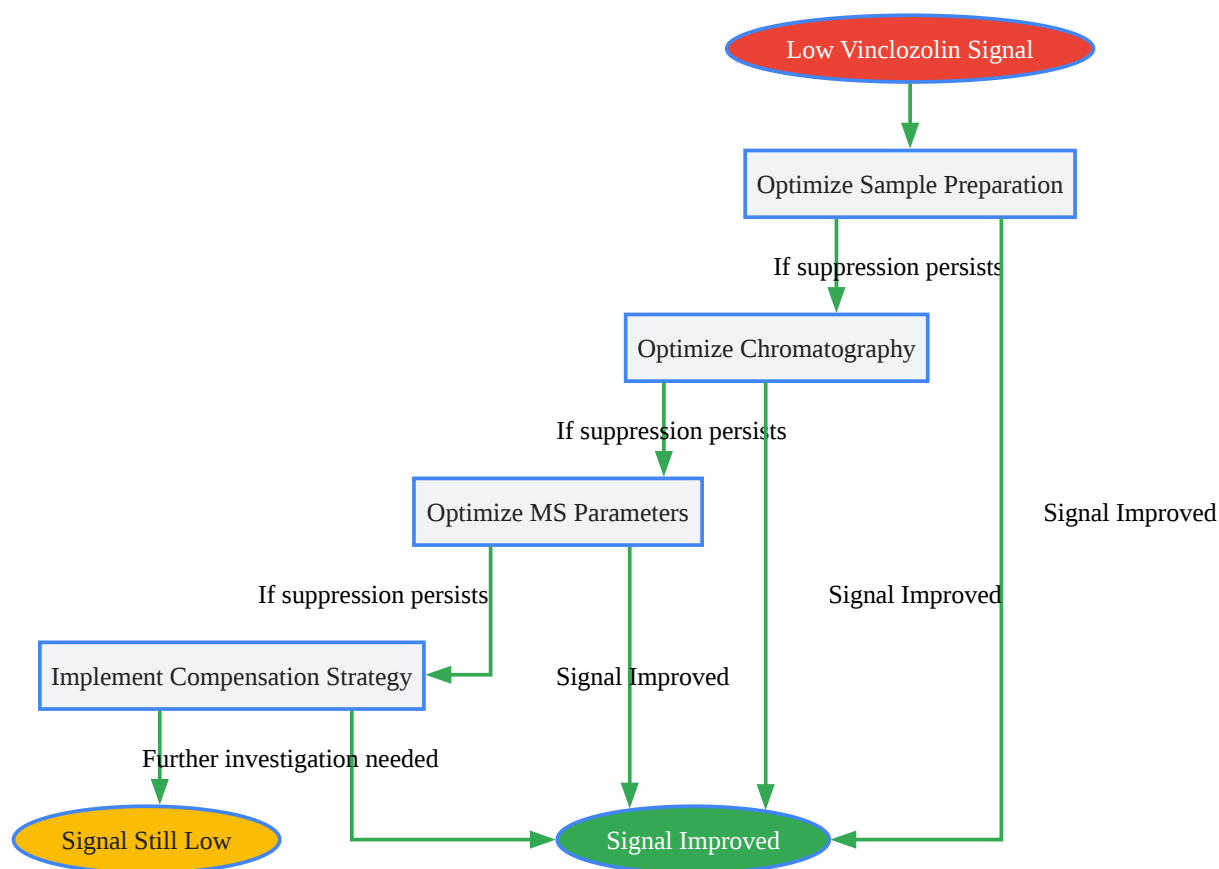 Low Vinclozolin Signal
Optimize Sample Preparation
If suppression persists
Optimize Chromatography
If suppression persists
Optimize MS Parameters
Signal Improved
If suppression persists
Signal Improved
Implement Compensation Strategy
Signal Improved
Further investigation needed
Signal Still Low
Signal Improved